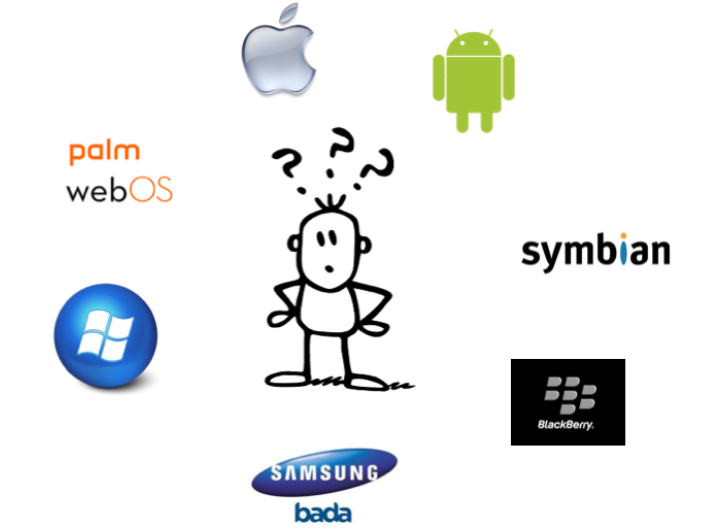 palm
webOS
symbian
BlackBerry.
SAMSUNG
bada